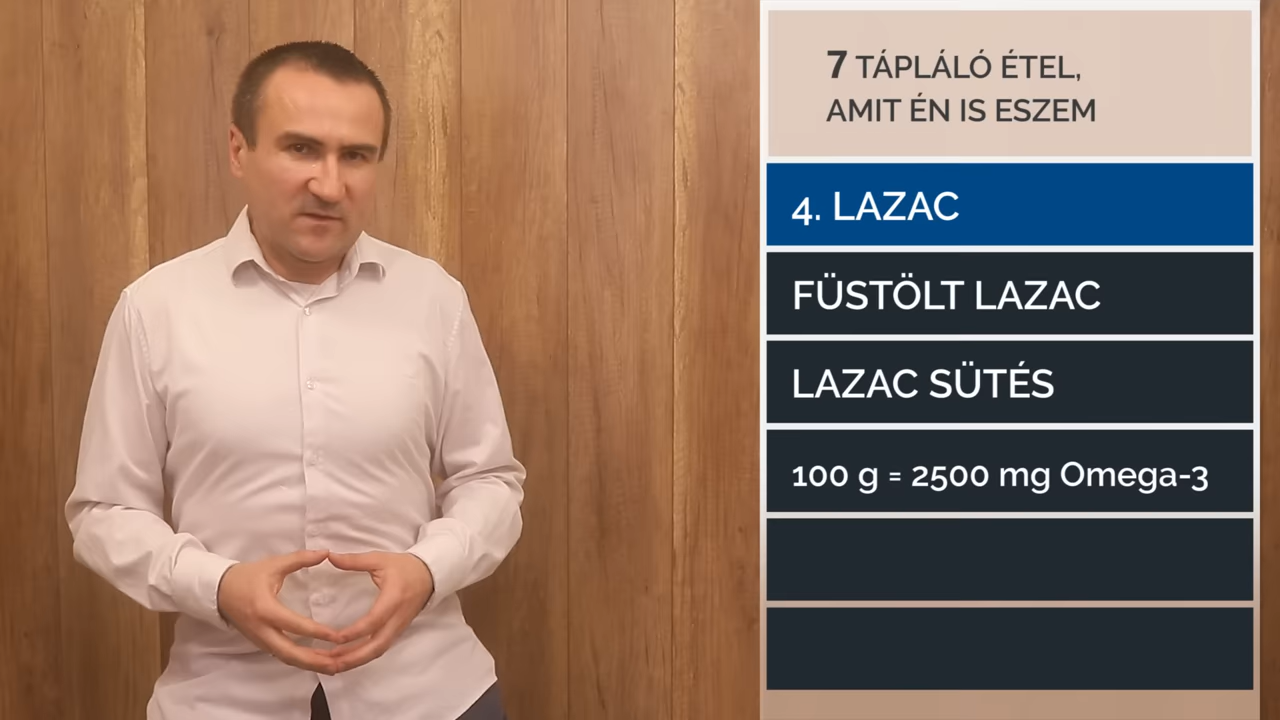 7 TÁPLÁLÓ ÉTEL,
AMIT ÉN IS ESZEM
4. LAZAC
FÜSTÖLT LAZAC
LAZAC SÜTÉS
100 g = 2500 mg Omega-3